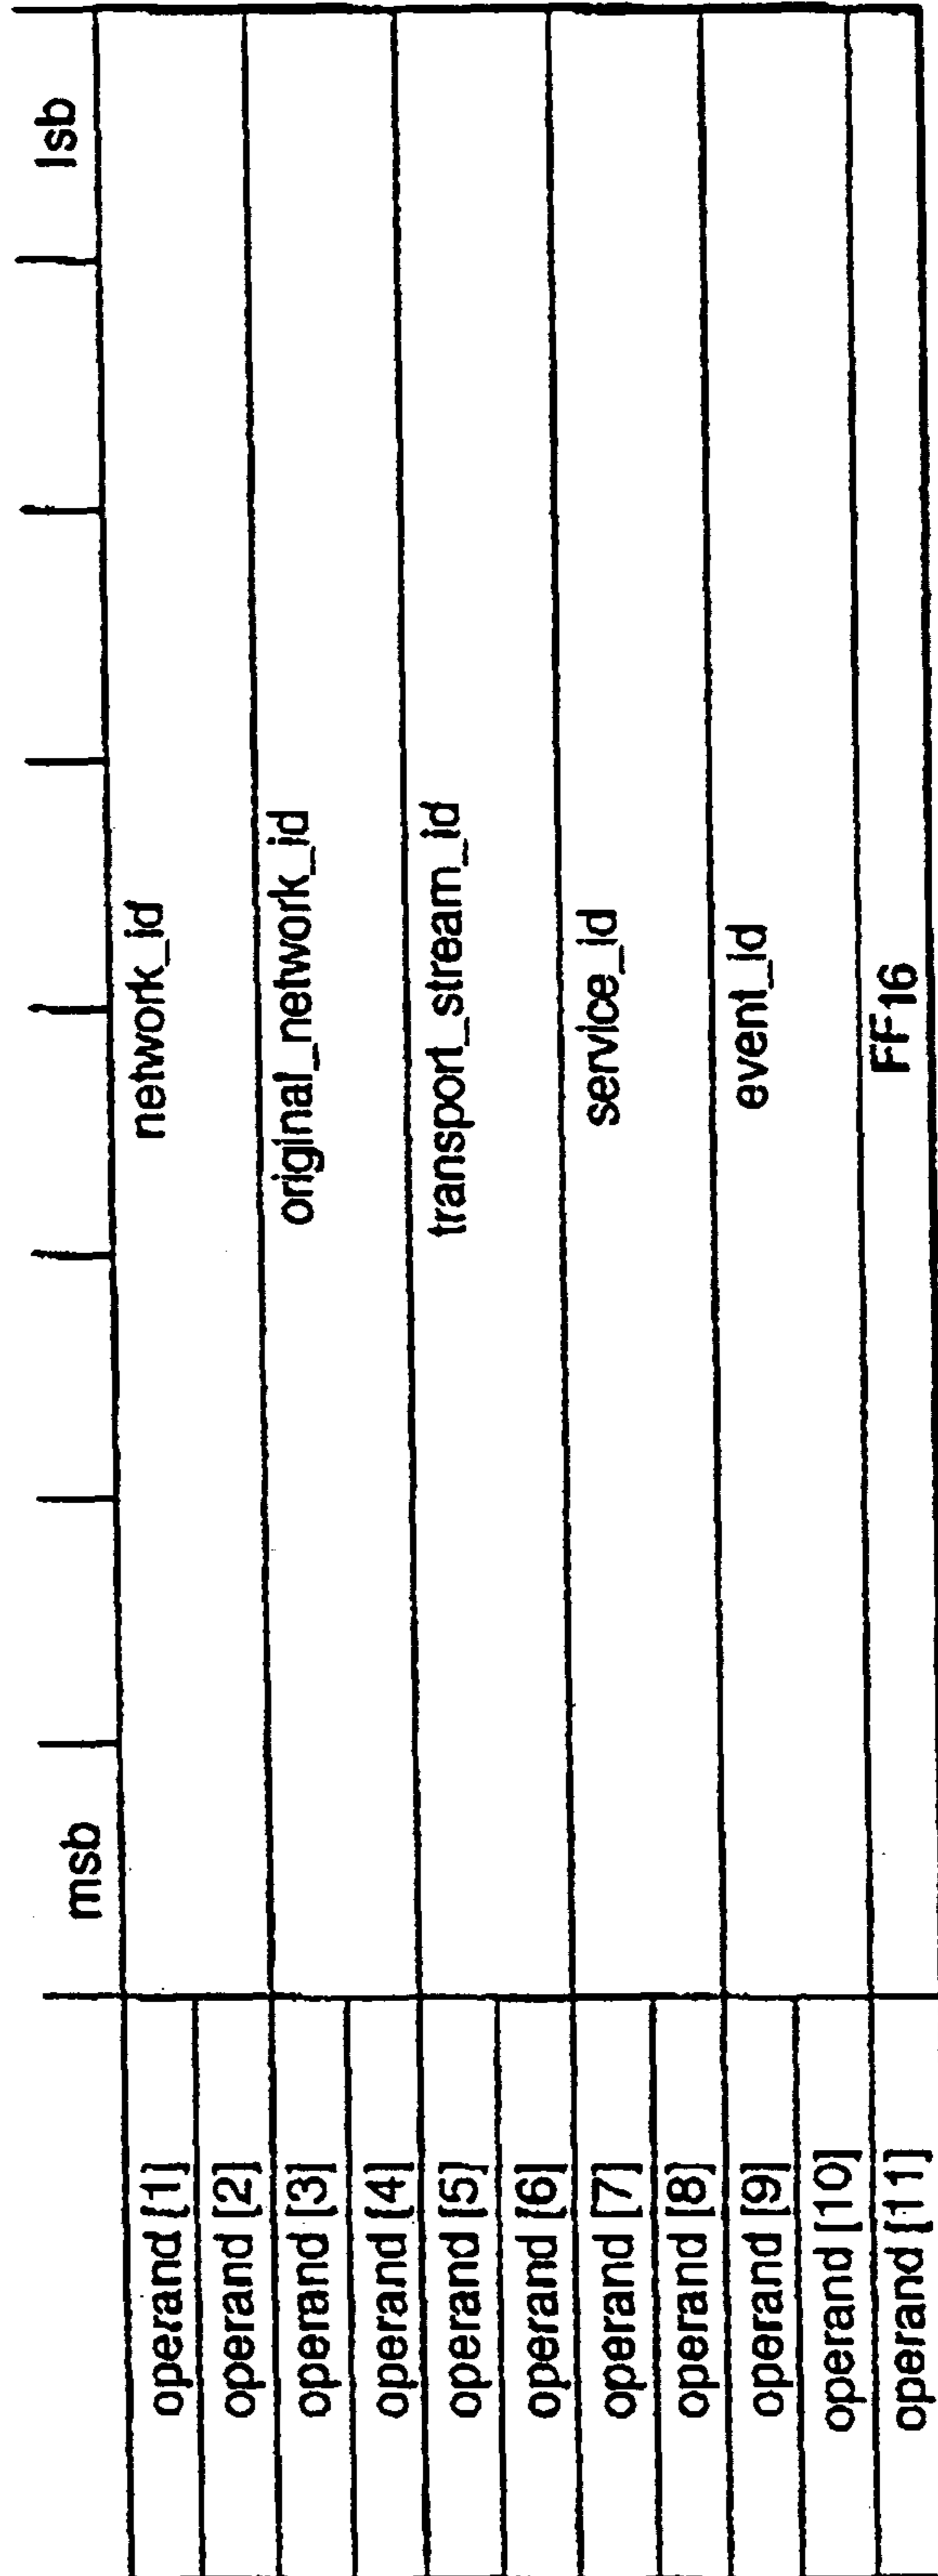 msb lsb
operand [1] network_id
operand [2]
operand [3] original_network_id
operand [4]
operand [5] transport_stream_id
operand [6]
operand [7] service_id
operand [8]
operand [9] event_id
operand [10]
operand [11] FF16